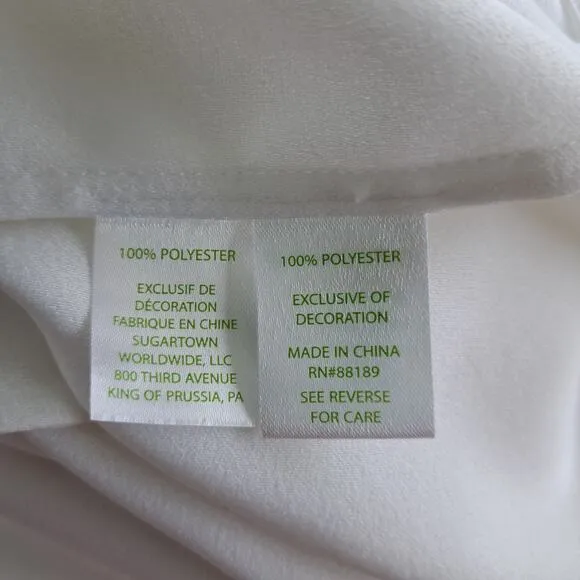 100% POLYESTER
EXCLUSIF DE
DÉCORATION
FABRIQUE EN CHINE
SUGARTOWN
WORLDWIDE, LLC
800 THIRD AVENUE
KING OF PRUSSIA, PA
100% POLYESTER
EXCLUSIVE OF
DECORATION
MADE IN CHINA
RN#88189
SEE REVERSE
FOR CARE